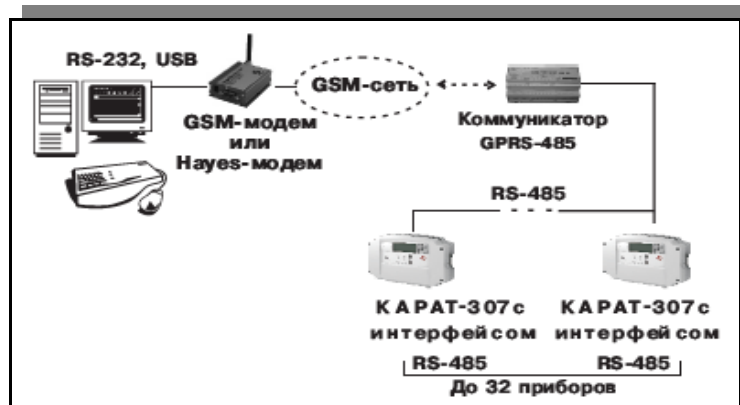 RS-232, USB
GSM-сеть
GSM-модем
или
Hayes-модем
Коммуникатор
GPRS-485
RS-485
КАРАТ-307с
интерфейсом
RS-485
КАРАТ-307с
интерфейсом
RS-485
До 32 приборов